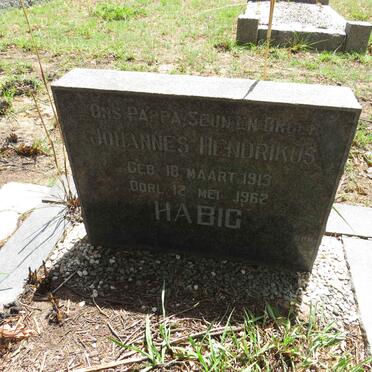 ONS PAPPA, SEUN EN BROER
JOHANNES HENDRIKUS
GEB. 18 MAART 1913
OORL. 12 MEI 1962
HABIG